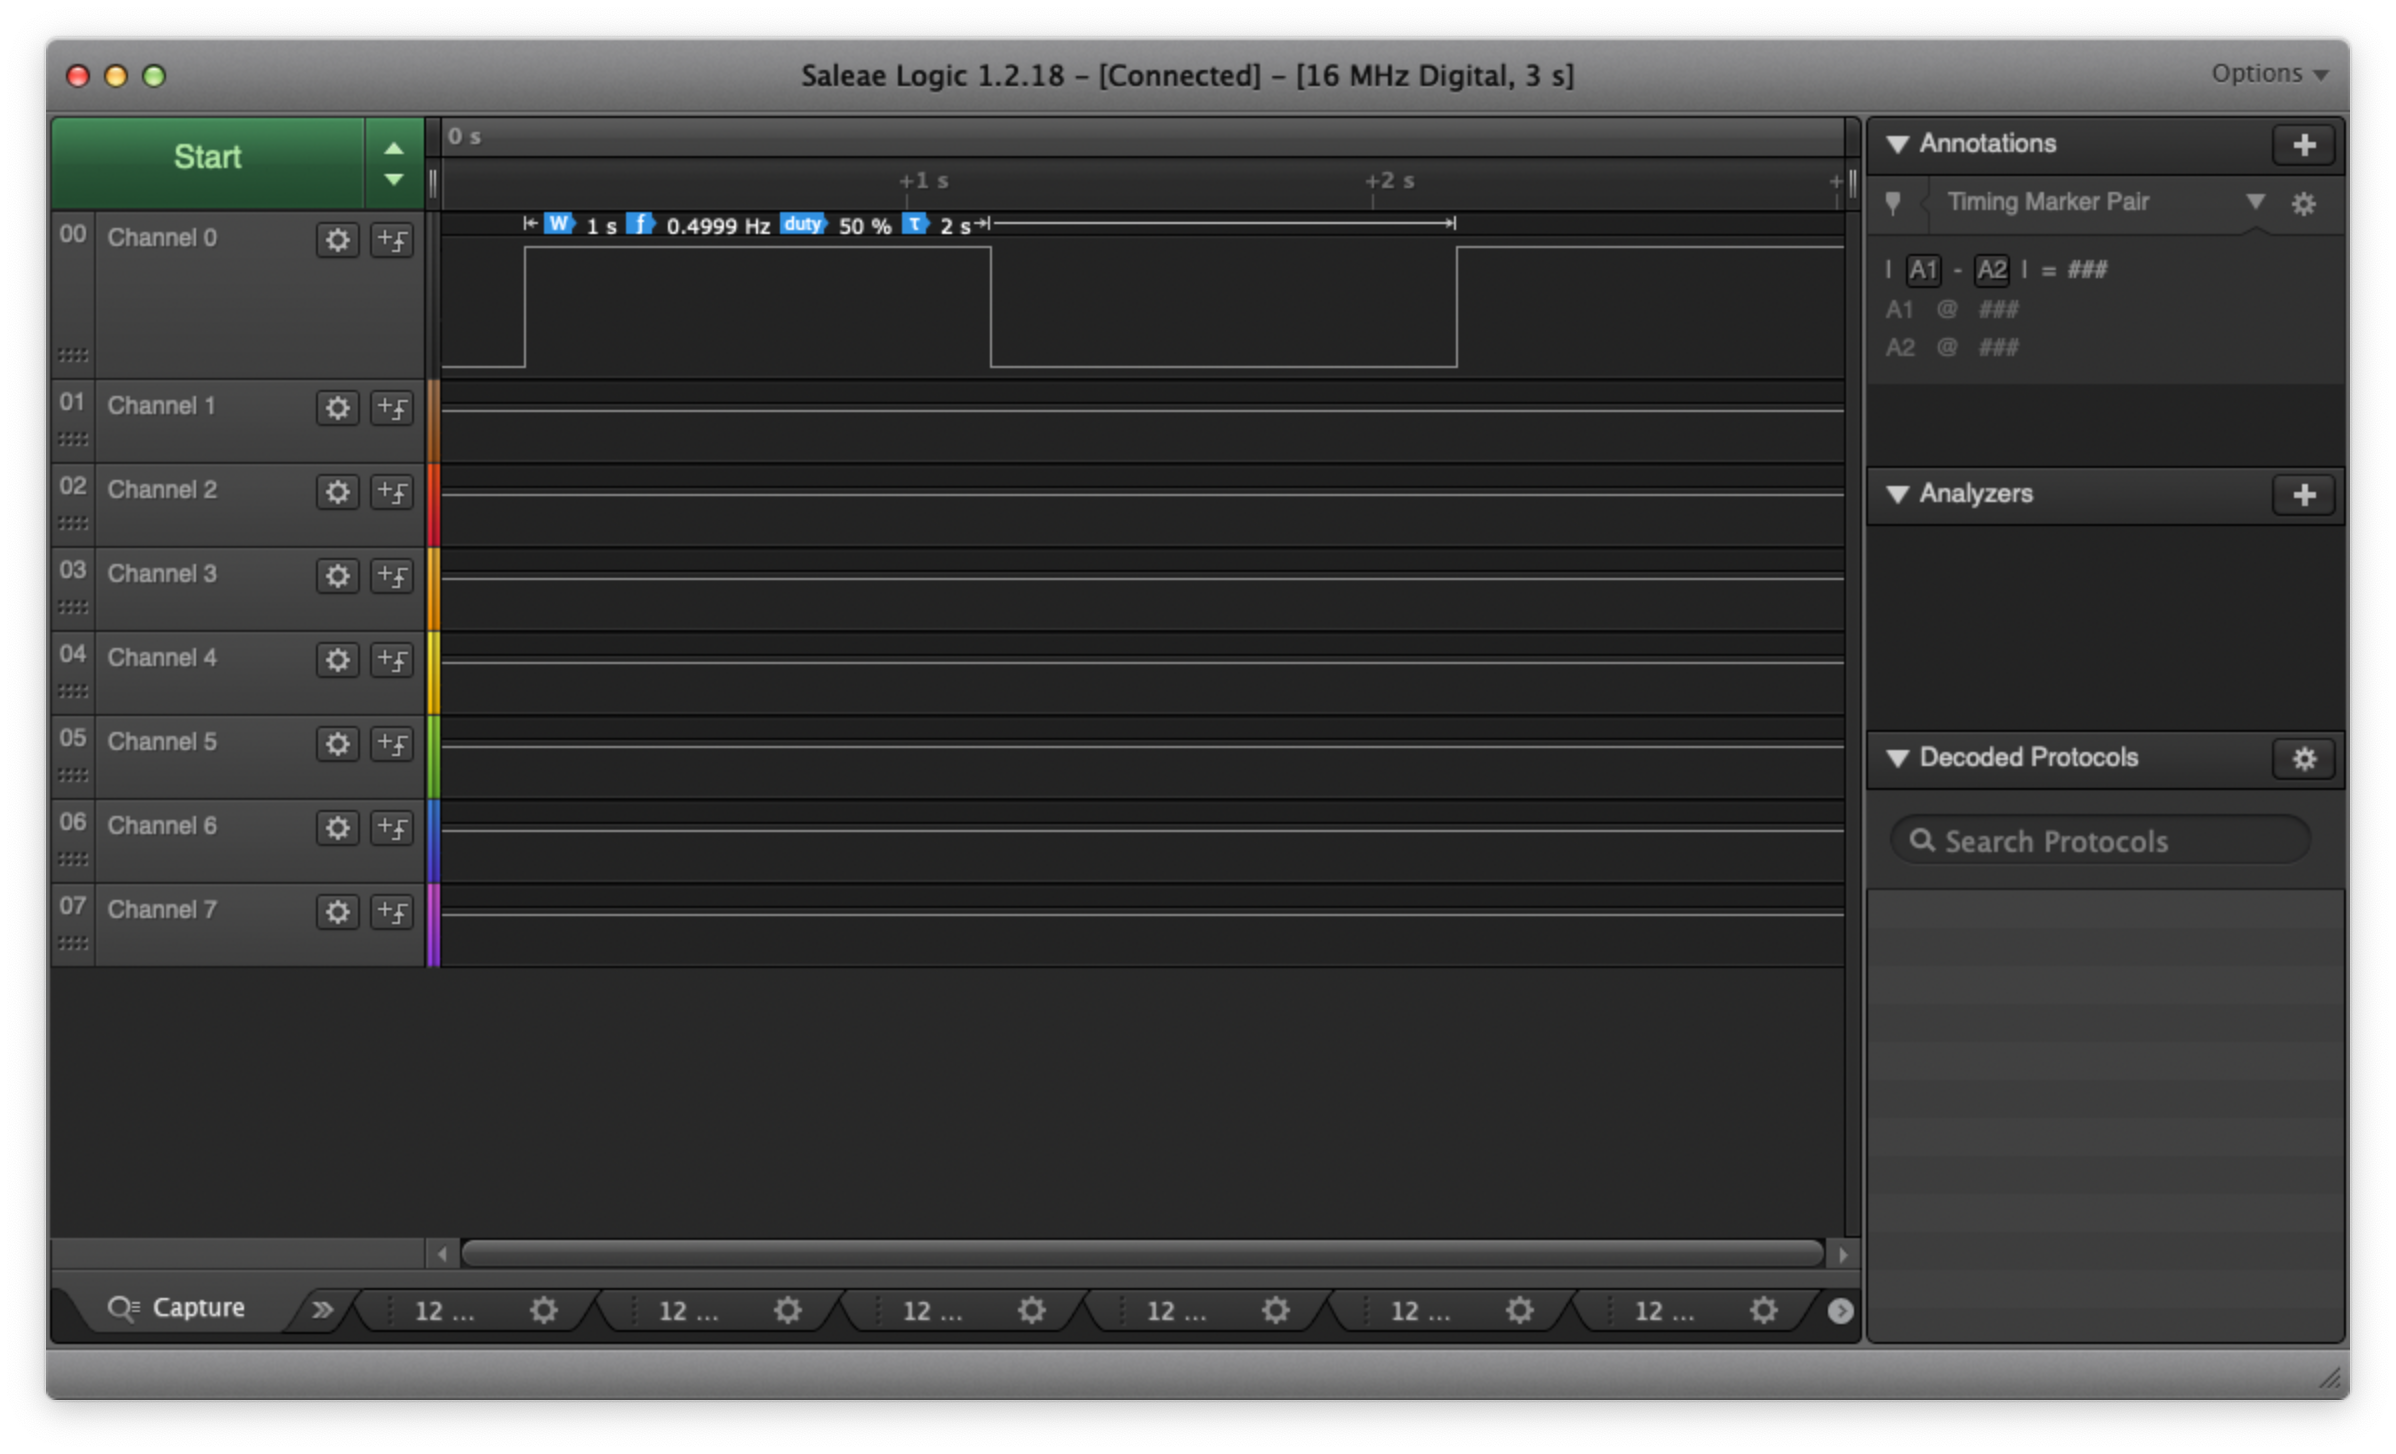 Saleae Logic 1.2.18 – [Connected] – [16 MHz Digital, 3 s]
Options
Start
0 s
+1 s
+2 s
+
W 1 s f 0.4999 Hz duty 50 % τ 2 s
00 Channel 0
01 Channel 1
02 Channel 2
03 Channel 3
04 Channel 4
05 Channel 5
06 Channel 6
07 Channel 7
Capture
12 ...
12 ...
12 ...
12 ...
12 ...
12 ...
Annotations
Timing Marker Pair
| A1 - A2 | = ###
A1 @ ###
A2 @ ###
Analyzers
Decoded Protocols
Search Protocols